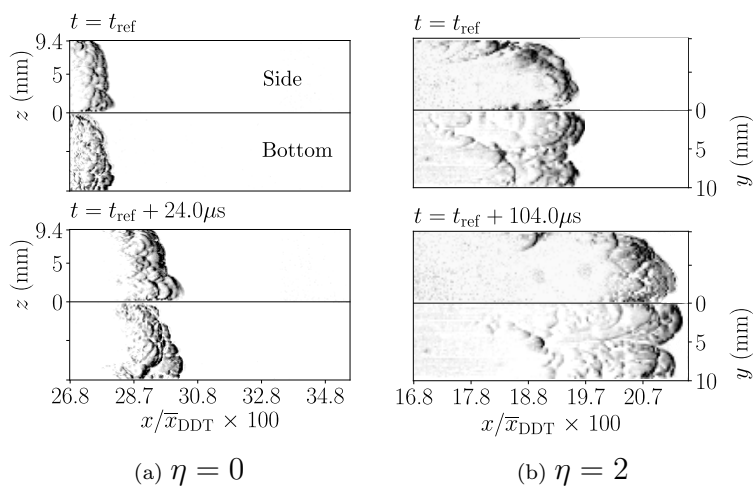 t = t_ref
t = t_ref
9.4
5
0
z (mm)
Side
Bottom
0
5
10
y (mm)
t = t_ref + 24.0μs
t = t_ref + 104.0μs
9.4
5
0
z (mm)
0
5
10
y (mm)
26.8 28.7 30.8 32.8 34.8
16.8 17.8 18.8 19.7 20.7
x/x̅_DDT × 100
x/x̅_DDT × 100
(a) η = 0
(b) η = 2